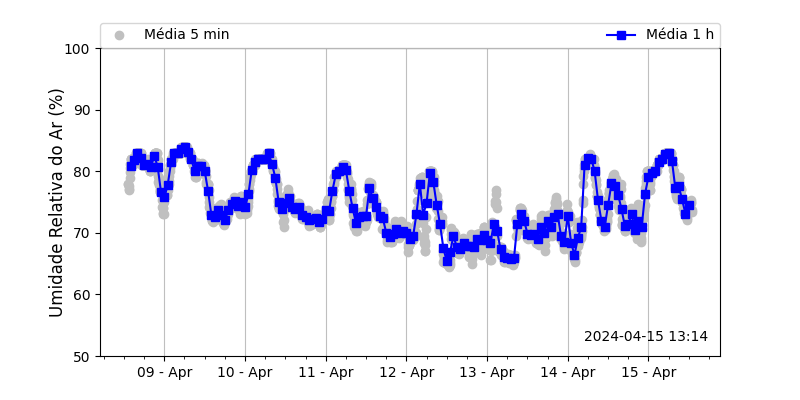 Média 5 min Média 1 h
Umidade Relativa do Ar (%)
100
90
80
70
60
50
2024-04-15 13:14
09 - Apr 10 - Apr 11 - Apr 12 - Apr 13 - Apr 14 - Apr 15 - Apr